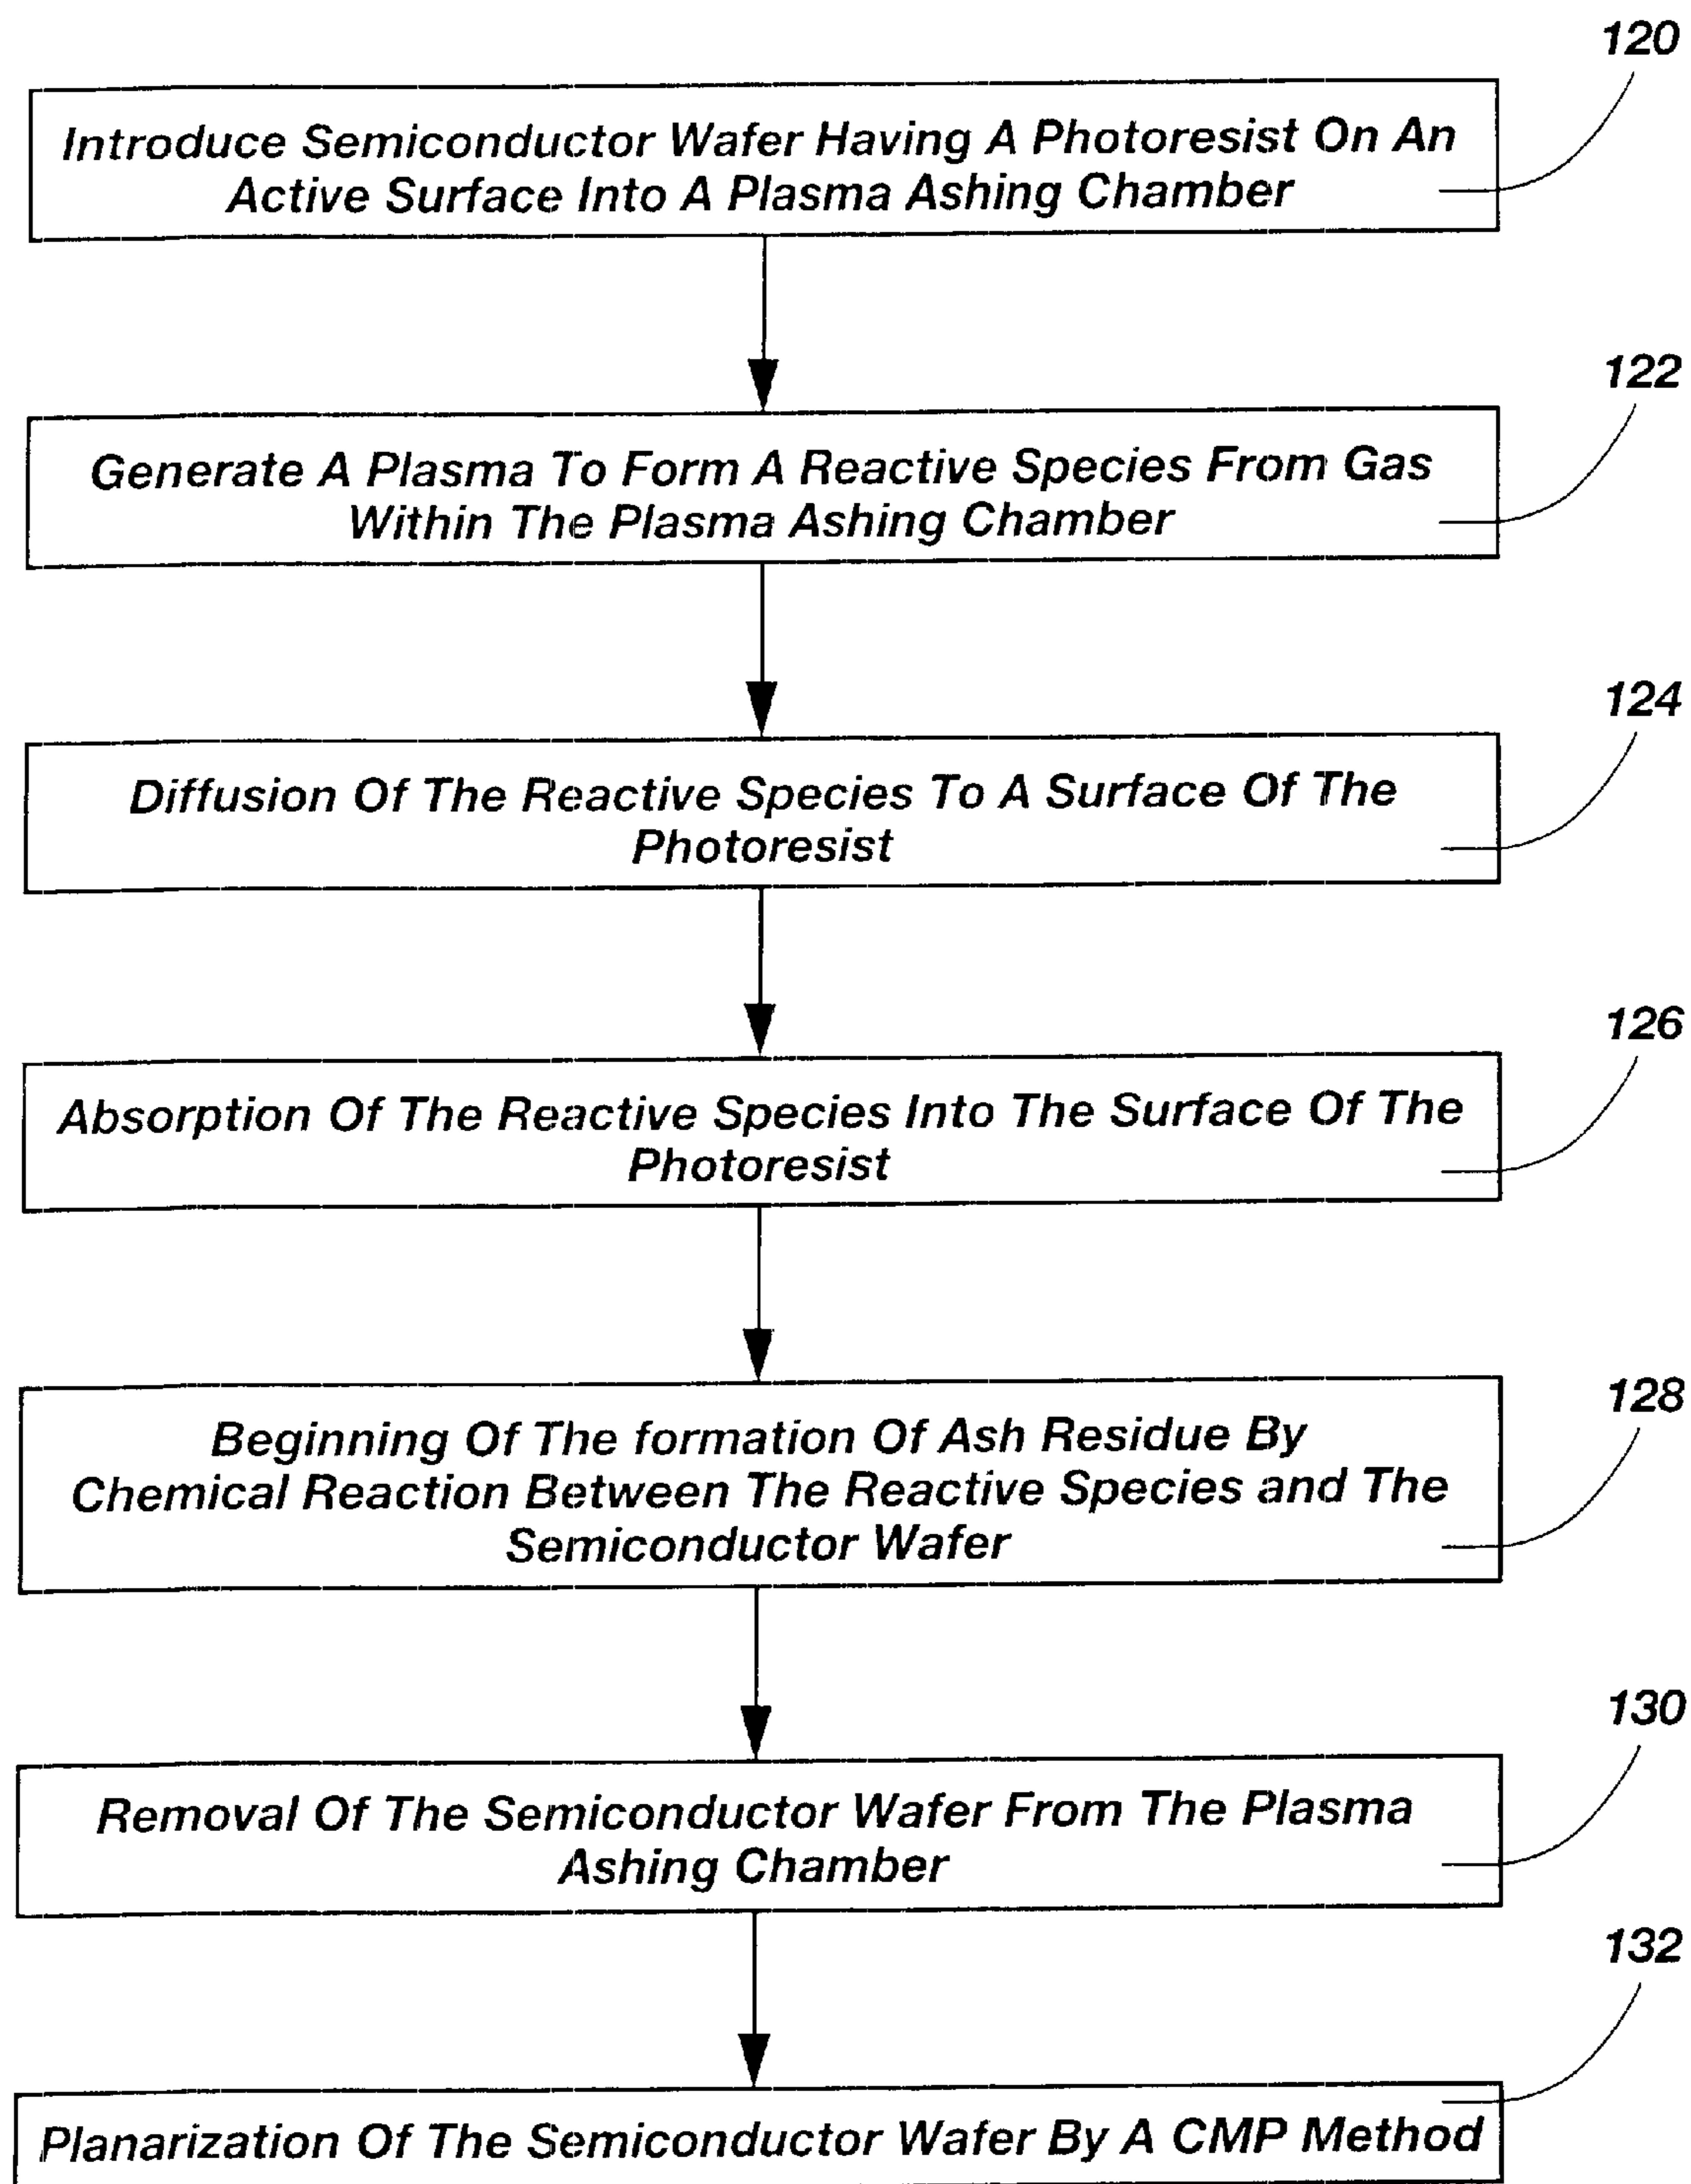 120
Introduce Semiconductor Wafer Having A Photoresist On An
Active Surface Into A Plasma Ashing Chamber
122
Generate A Plasma To Form A Reactive Species From Gas
Within The Plasma Ashing Chamber
124
Diffusion Of The Reactive Species To A Surface Of The
Photoresist
126
Absorption Of The Reactive Species Into The Surface Of The
Photoresist
128
Beginning Of The formation Of Ash Residue By
Chemical Reaction Between The Reactive Species and The
Semiconductor Wafer
130
Removal Of The Semiconductor Wafer From The Plasma
Ashing Chamber
132
Planarization Of The Semiconductor Wafer By A CMP Method